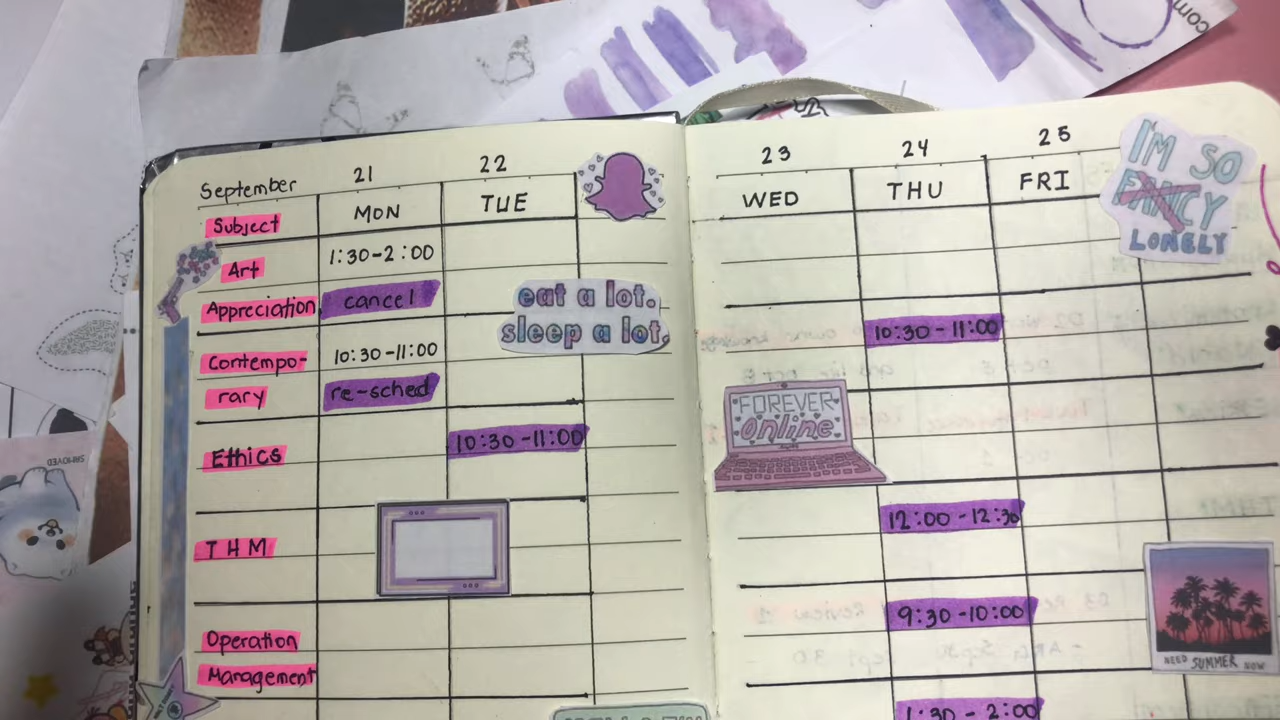 com
21
22
23
24
25
September
MON
TUE
WED
THU
FRI
I'M SO
FANCY
LONELY
Subject
Art
1:30-2:00
Appreciation
cancel
eat a lot.
sleep a lot.
10:30-11:00
Contempo-
10:30-11:00
rary
re-sched
FOREVER
online
Ethics
10:30-11:00
12:00-12:30
THM
9:30-10:00
Operation
Management
NEED SUMMER NOW
1:30-2:00